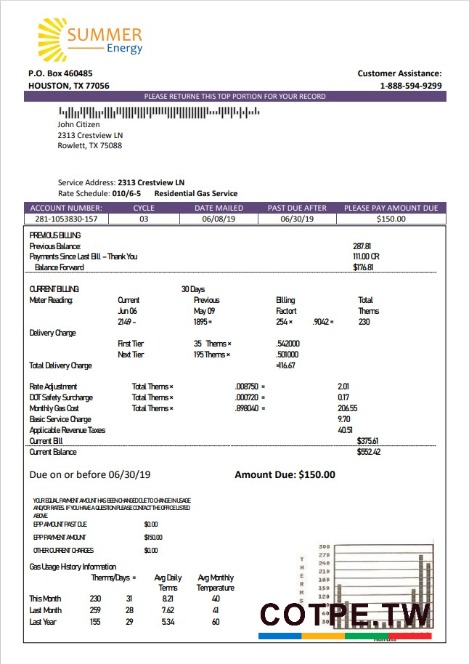 SUMMER
Energy
P.O. Box 460485
HOUSTON, TX 77056
Customer Assistance:
1-888-594-9299
PLEASE RETURNE THIS TOP PORTION FOR YOUR RECORD
John Citizen
2313 Crestview LN
Rowlett, TX 75088
Service Address: 2313 Crestview LN
Rate Schedule: 010/6-5 Residential Gas Service
ACCOUNT NUMBER: CYCLE DATE MAILED PAST DUE AFTER PLEASE PAY AMOUNT DUE
281-1053830-157 03 06/08/19 06/30/19 $150.00
PREVIOUS BILLING
Previous Balance: 287.81
Payments Since Last Bill – Thank You 111.00 CR
Balance Forward $176.81
CURRENT BILLING 30 Days
Meter Reading: Current Previous Billing Total
Jun 06 May 09 Factort Therms
2149 – 1895 = 254 × .9042 = 230
Delivery Charge
First Tier 35 Therms × .542000
Next Tier 195 Therms × .501000
Total Delivery Charge =116.67
Rate Adjustment Total Therms × .008750 = 2.01
DOT Safety Surcharge Total Therms × .000720 = 0.17
Monthly Gas Cost Total Therms × .898040 = 206.55
Basic Service Charge 9.70
Applicable Revenue Taxes 40.51
Current Bill $375.61
Current Balance $552.42
Due on or before 06/30/19 Amount Due: $150.00
YOUR EQUAL PAYMENT AMOUNT HAS BEEN CHANGED DUE TO CHANGE IN USAGE
AND/OR RATES. IF YOU HAVE A QUESTION PLEASE CONTACT THE OFFICE LISTED
ABOVE.
EPP AMOUNT PAST DUE $0.00
EPP PAYMENT AMOUNT $150.00
OTHER CURRENT CHARGES $0.00
Gas Usage History Information
Therms/Days = Avg Daily Avg Monthly
Terms Temperature
This Month 230 31 8.21 40
Last Month 259 28 7.62 41
Last Year 155 29 5.34 60
THERMS
300
270
240
210
180
150
120
90
60
30
COTPE.TW